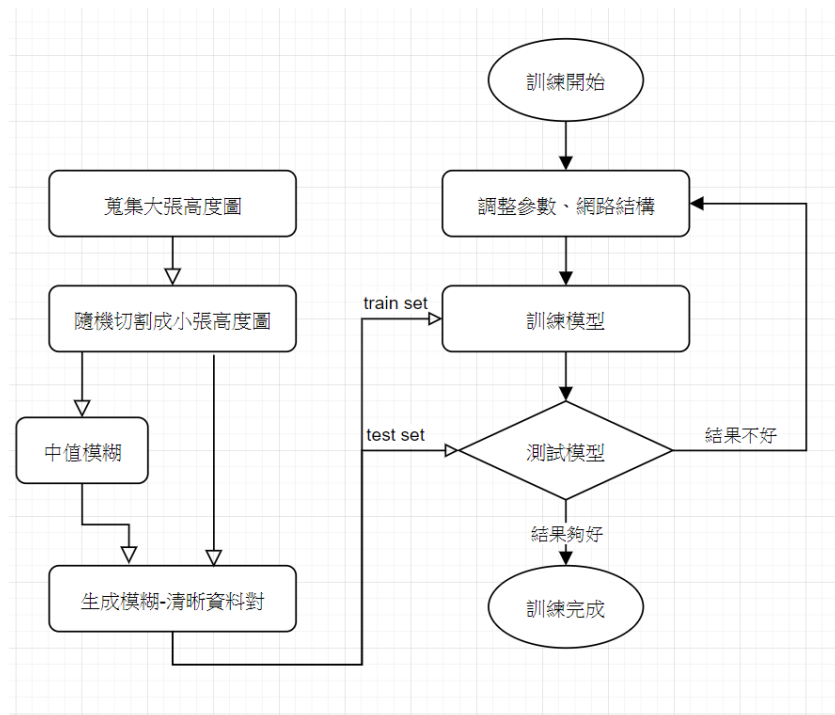 訓練開始
蒐集大張高度圖
調整參數、網路結構
隨機切割成小張高度圖
train set
訓練模型
中值模糊
test set
測試模型
結果不好
結果夠好
生成模糊-清晰資料對
訓練完成